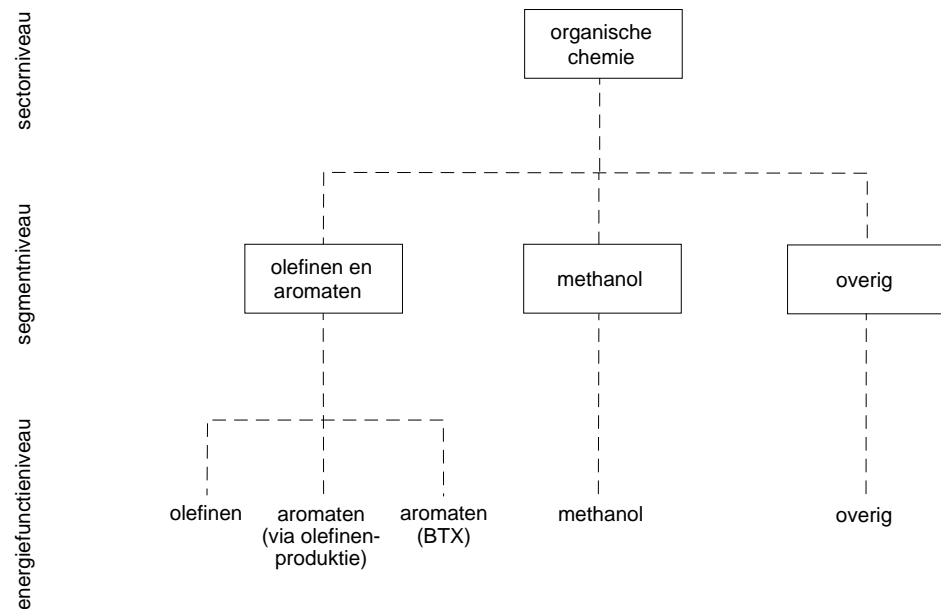 sectorniveau
organische
chemie
segmentniveau
olefinen en
aromaten
methanol
overig
energiefunctieniveau
olefinen
aromaten
(via olefinen-
produktie)
aromaten
(BTX)
methanol
overig